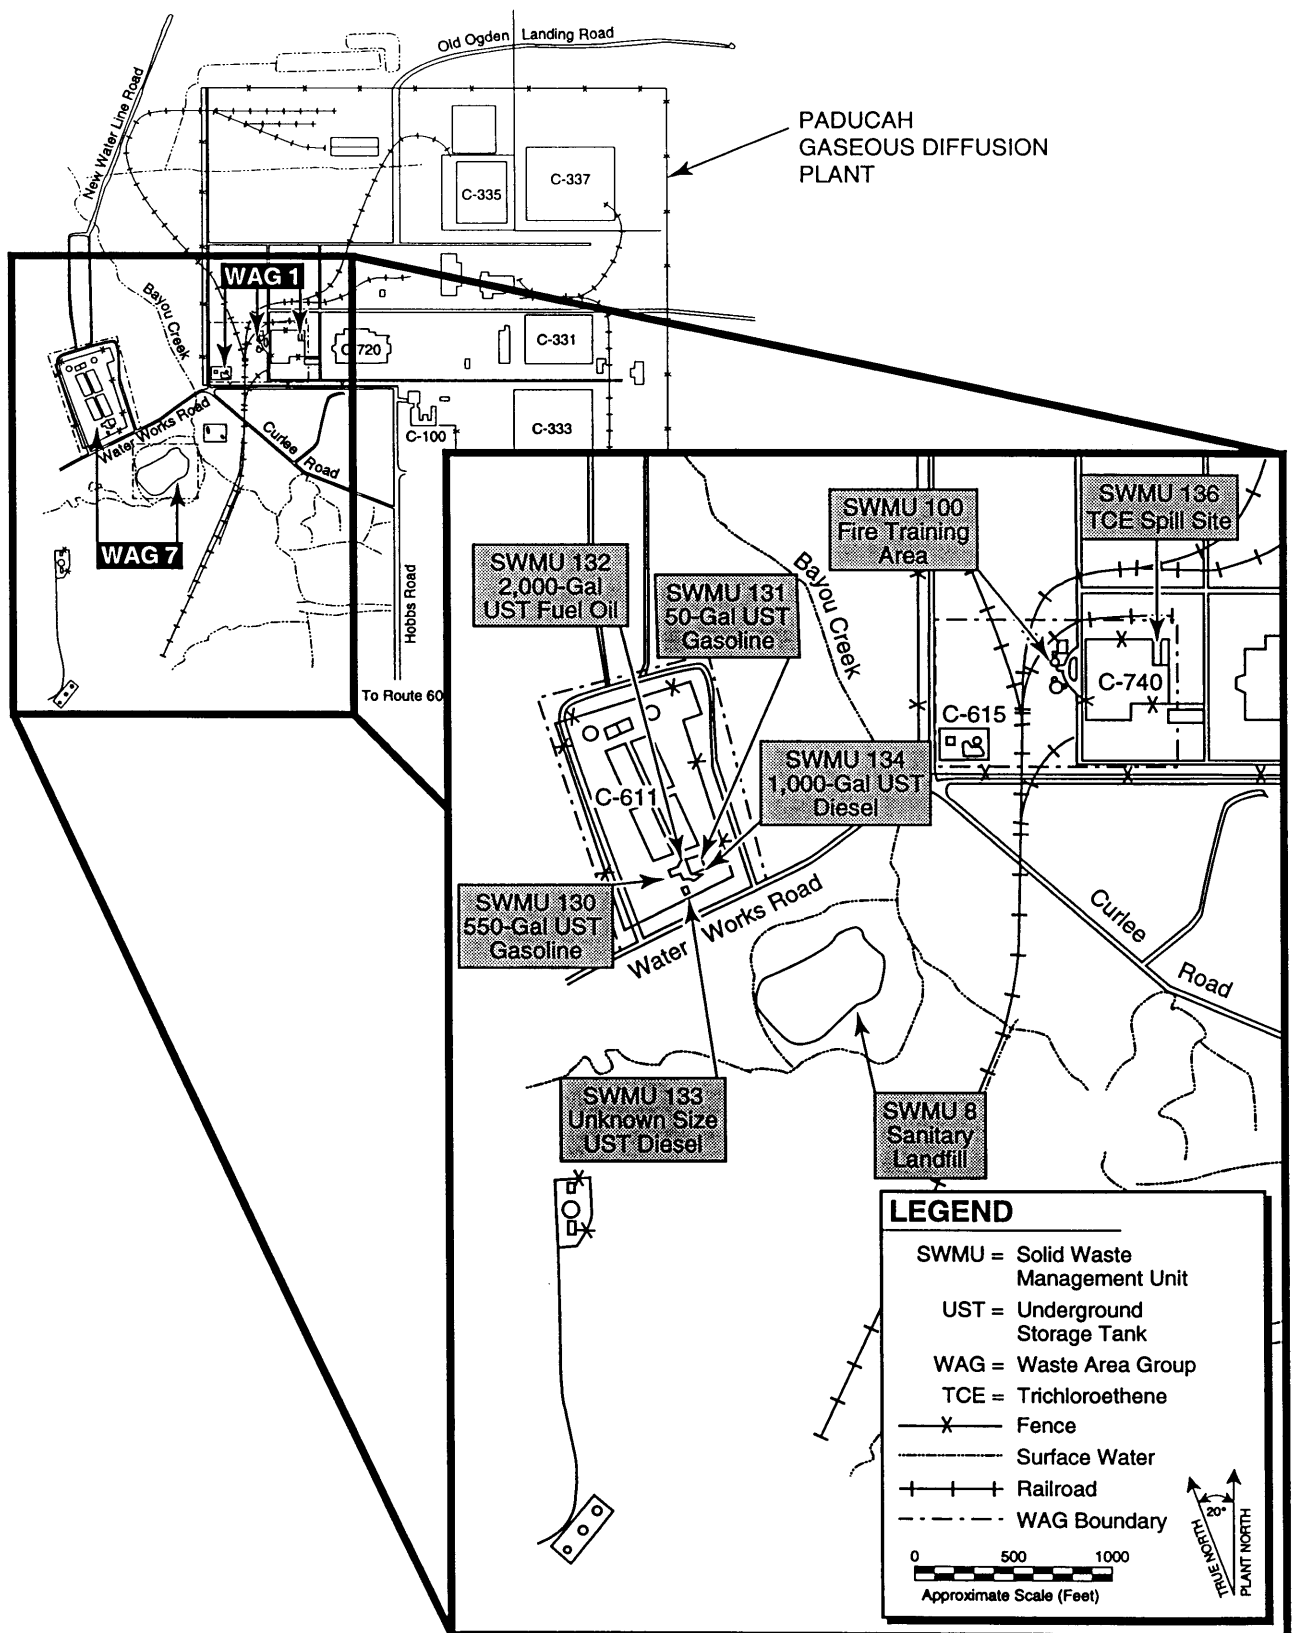 Old Ogden Landing Road
New Water Line Road
PADUCAH
GASEOUS DIFFUSION
PLANT
C-337
C-335
WAG 1
Bayou Creek
C-720
C-331
C-333
C-100
Water Works Road
Curlee Road
WAG 7
Hobbs Road
To Route 60
SWMU 136
TCE Spill Site
SWMU 100
Fire Training
Area
SWMU 132
2,000-Gal
UST Fuel Oil
SWMU 131
50-Gal UST
Gasoline
Bayou Creek
C-740
C-615
SWMU 134
1,000-Gal UST
Diesel
C-611
SWMU 130
550-Gal UST
Gasoline
Water Works Road
Curlee Road
SWMU 133
Unknown Size
UST Diesel
SWMU 8
Sanitary
Landfill
LEGEND
SWMU = Solid Waste
Management Unit
UST = Underground
Storage Tank
WAG = Waste Area Group
TCE = Trichloroethene
Fence
Surface Water
Railroad
WAG Boundary
0 500 1000
Approximate Scale (Feet)
20°
TRUE NORTH
PLANT NORTH